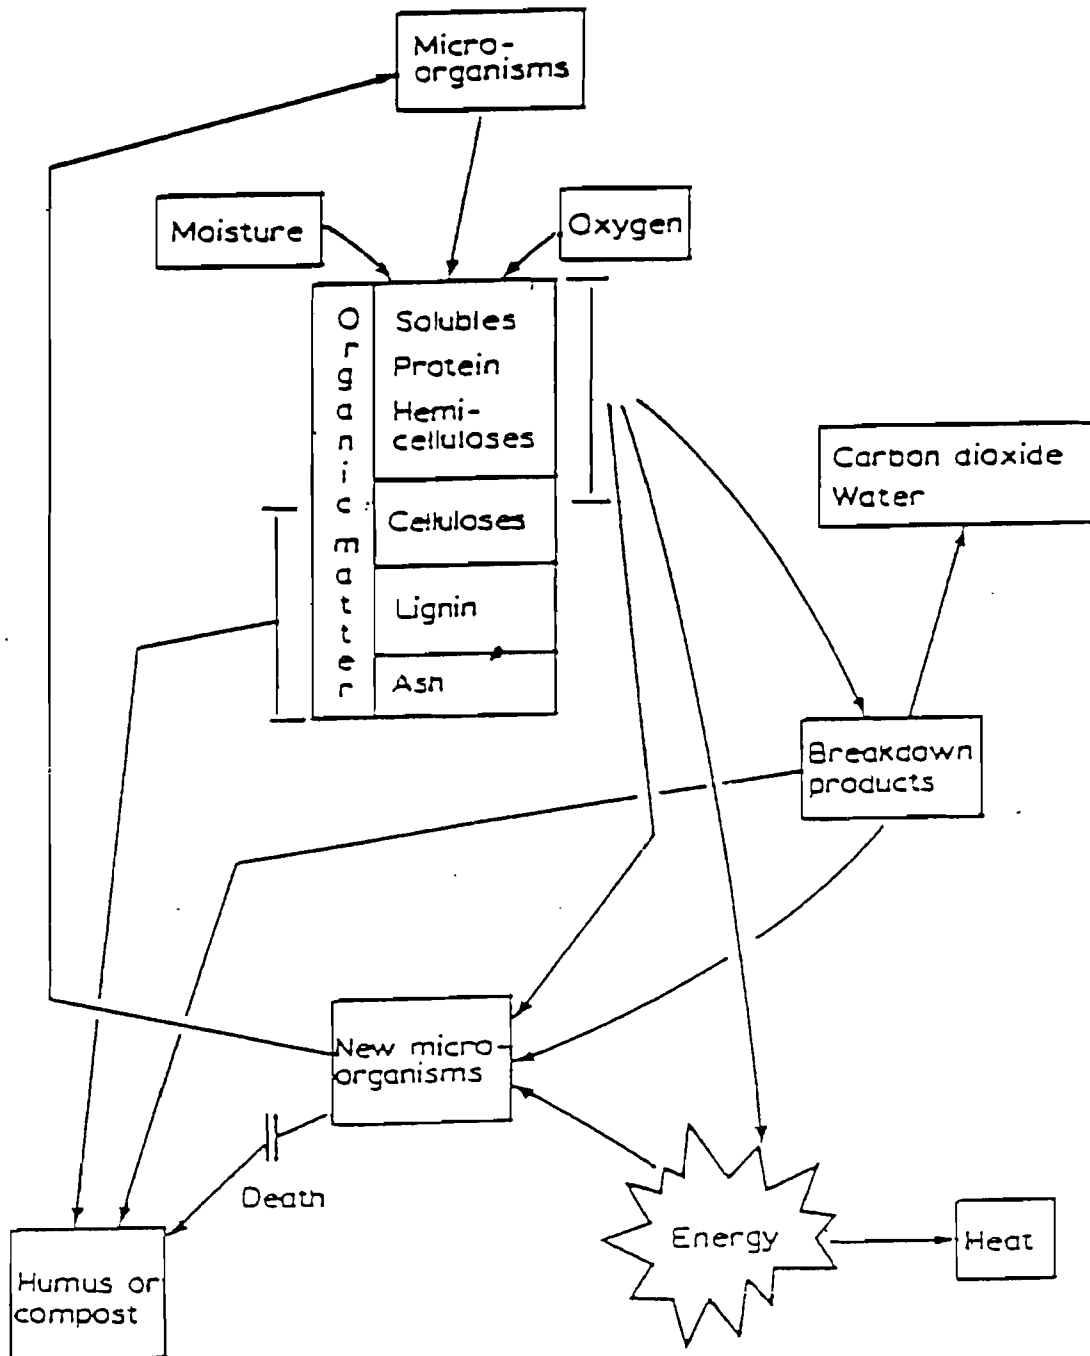 Micro-
organisms
Moisture
Oxygen
Organic matter
Solubles
Protein
Hemi-
celluloses
Celluloses
Lignin
Ash
Carbon dioxide
Water
Breakdown
products
New micro-
organisms
Death
Energy
Heat
Humus or
compost